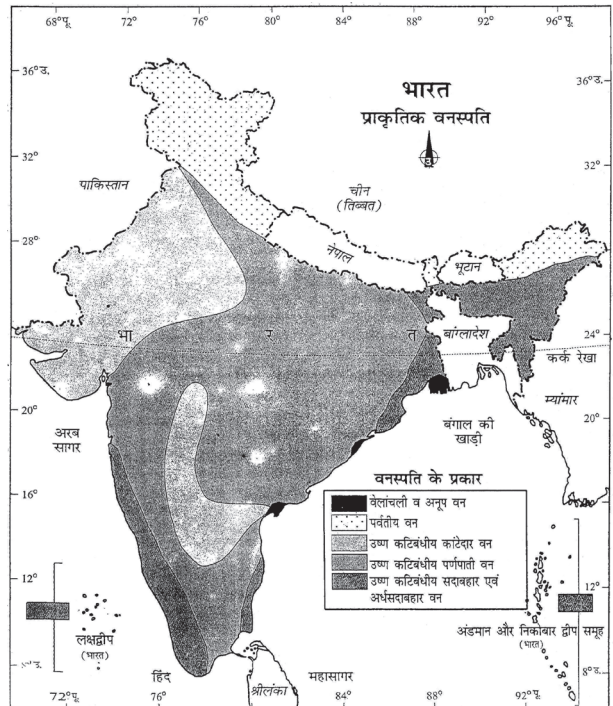 68°पू. 72° 76° 80° 84° 88° 92° 96°पू.
36°उ. 36°उ.
भारत
प्राकृतिक वनस्पति
उ
32° 32°
पाकिस्तान
चीन
(तिब्बत)
28° 28°
नेपाल
भूटान
भा र त
बांग्लादेश
24°
कर्क रेखा
म्यांमार
20° 20°
अरब
सागर
बंगाल की
खाड़ी
वनस्पति के प्रकार
वेलांचली व अनूप वन
पर्वतीय वन
उष्ण कटिबंधीय कांटेदार वन
उष्ण कटिबंधीय पर्णपाती वन
उष्ण कटिबंधीय सदाबहार एवं
अर्धसदाबहार वन
16° 16°
12° 12°
लक्षद्वीप
(भारत)
अंडमान और निकोबार द्वीप समूह
(भारत)
8°उ.
हिंद महासागर
श्रीलंका
72°पू. 76° 84° 88° 92°पू.